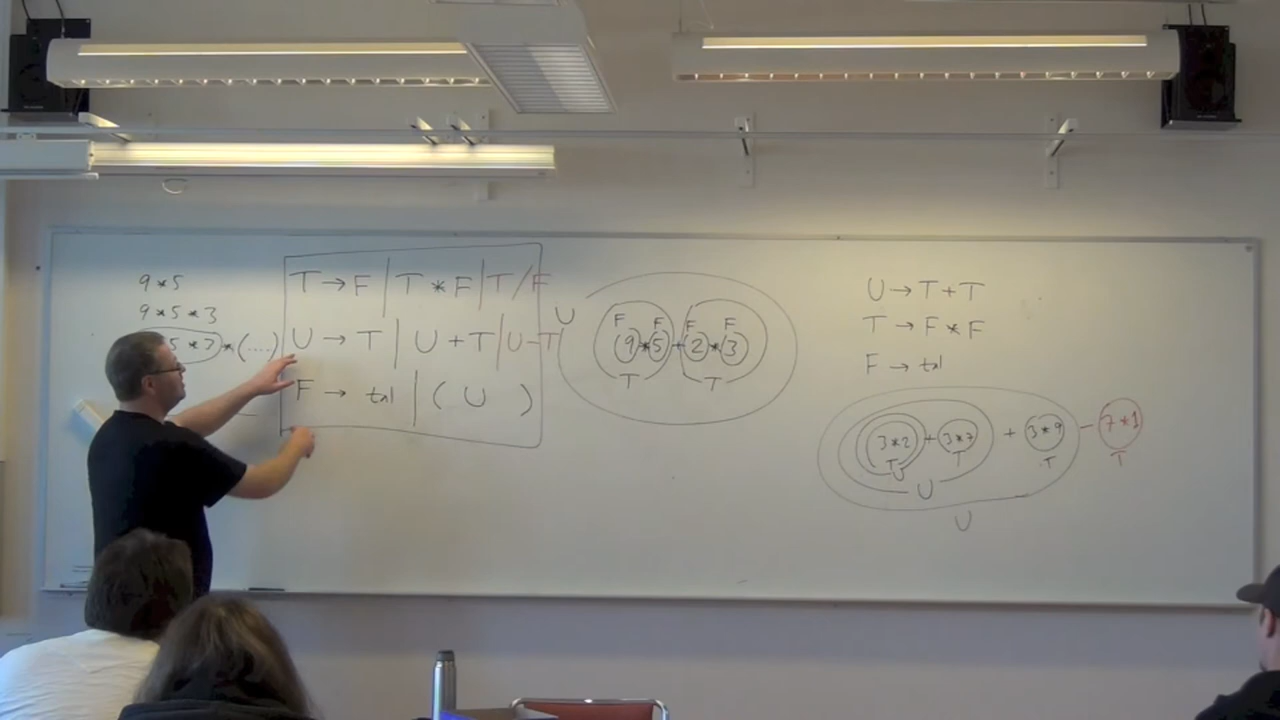 9*5
9*5*3
5*3)*(...)
T → F | T * F | T / F
U → T | U + T | U - T
F → tal | ( U )
U
F F F F
9*5+2*3
T T
U → T + T
T → F * F
F → tal
3*2 + 3*7 + 3*9 - 7*1
T T T T
U
U
U